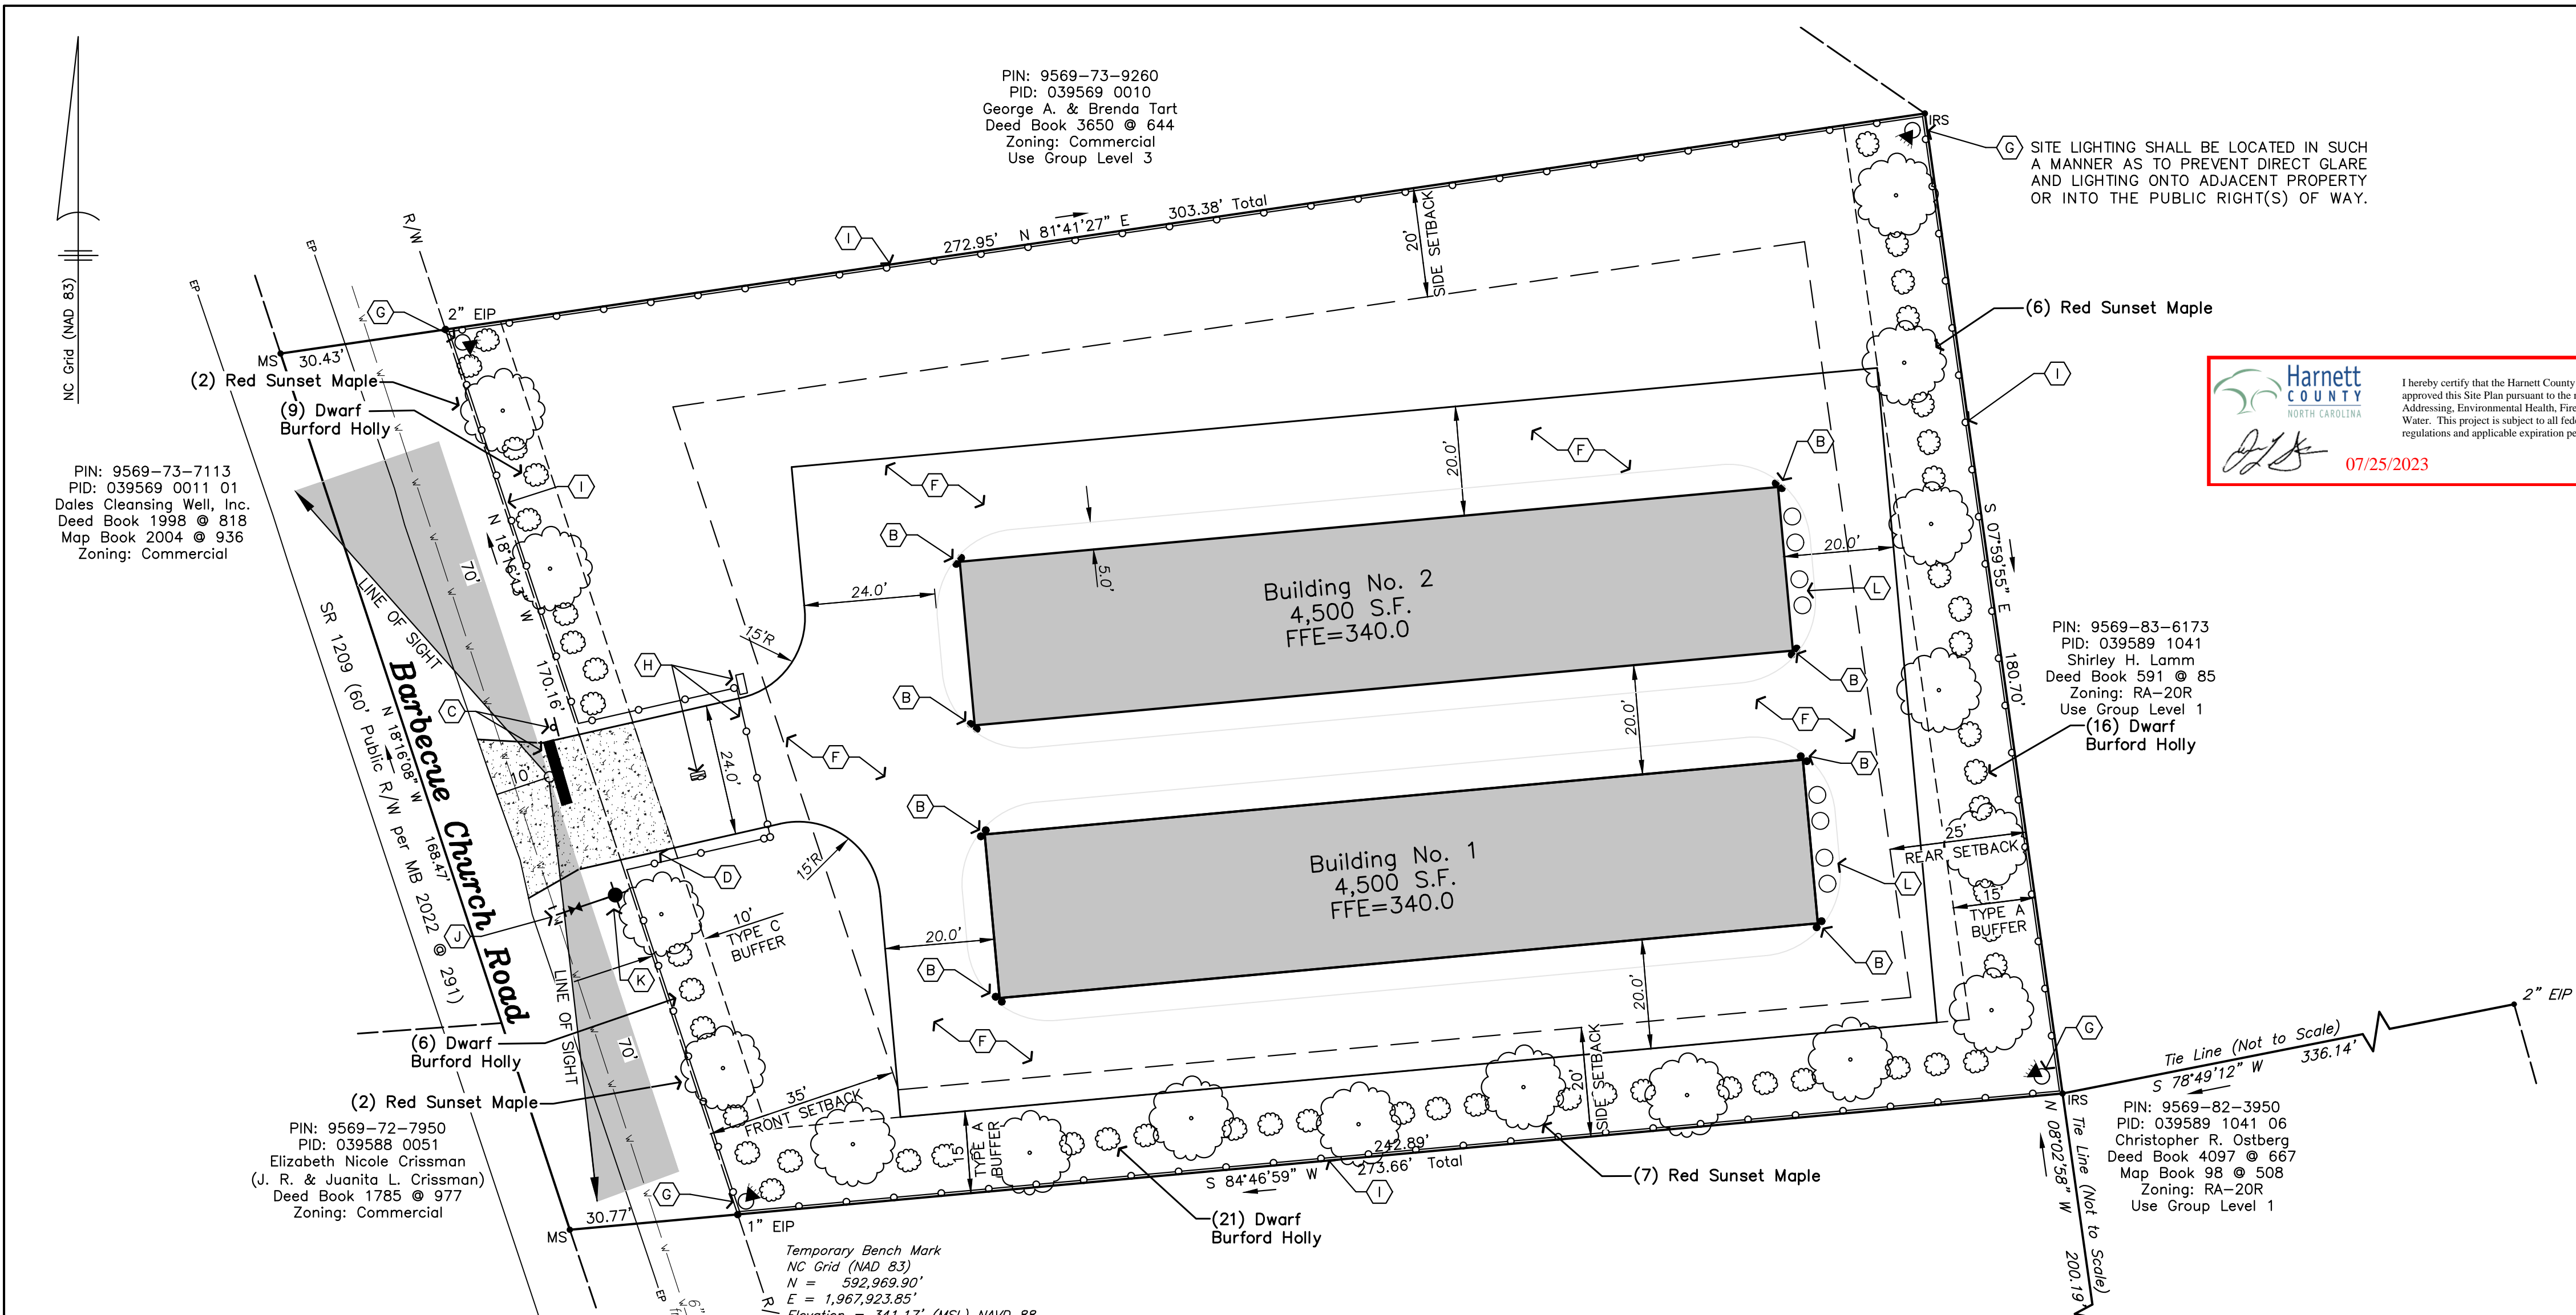 PIN: 9569-73-9260
PID: 039569 0010
George A. & Brenda Tart
Deed Book 3650 @ 644
Zoning: Commercial
Use Group Level 3
NC Grid (NAD 83)
EP
EP
R/W
IRS
G
SITE LIGHTING SHALL BE LOCATED IN SUCH
A MANNER AS TO PREVENT DIRECT GLARE
AND LIGHTING ONTO ADJACENT PROPERTY
OR INTO THE PUBLIC RIGHT(S) OF WAY.
I
272.95' N 81°41'27" E 303.38' Total
20'
SIDE SETBACK
G
2" EIP
MS
30.43'
(2) Red Sunset Maple
(9) Dwarf
Burford Holly
(6) Red Sunset Maple
I
Harnett
COUNTY
NORTH CAROLINA
I hereby certify that the Harnett County
approved this Site Plan pursuant to the
Addressing, Environmental Health, Fire
Water. This project is subject to all
regulations and applicable expiration
07/25/2023
PIN: 9569-73-7113
PID: 039569 0011 01
Dales Cleansing Well, Inc.
Deed Book 1998 @ 818
Map Book 2004 @ 936
Zoning: Commercial
I
N 18°16'13" W
170.16'
70'
LINE OF SIGHT
F
F
20.0'
B
B
5.0'
20.0'
24.0'
Building No. 2
4,500 S.F.
FFE=340.0
L
S 07°59'55" E
180.70'
15'R
H
B
B
20.0'
F
PIN: 9569-83-6173
PID: 039589 1041
Shirley H. Lamm
Deed Book 591 @ 85
Zoning: RA-20R
Use Group Level 1
(16) Dwarf
Burford Holly
C
10'
24.0'
F
Barbecue Church Road
N 18°16'08" W
168.47'
SR 1209 (60' Public R/W per MB 2022 @ 291)
B
B
Building No. 1
4,500 S.F.
FFE=340.0
L
15'R
D
25'
REAR SETBACK
15'
TYPE A
BUFFER
10'
TYPE C
BUFFER
20.0'
J
K
B
B
20.0'
F
LINE OF SIGHT
70'
(6) Dwarf
Burford Holly
(2) Red Sunset Maple
35'
FRONT SETBACK
20'
SIDE SETBACK
G
2" EIP
Tie Line (Not to Scale)
336.14'
S 78°49'12" W
IRS
PIN: 9569-72-7950
PID: 039588 0051
Elizabeth Nicole Crissman
(J. R. & Juanita L. Crissman)
Deed Book 1785 @ 977
Zoning: Commercial
15'
TYPE A
BUFFER
242.89'
S 84°46'59" W 273.66' Total
I
(7) Red Sunset Maple
(21) Dwarf
Burford Holly
PIN: 9569-82-3950
PID: 039589 1041 06
Christopher R. Ostberg
Deed Book 4097 @ 667
Map Book 98 @ 508
Zoning: RA-20R
Use Group Level 1
N 08°02'58" W 200.19'
Tie Line (Not to Scale)
G
30.77'
MS
1" EIP
EP
6"
R/
Temporary Bench Mark
NC Grid (NAD 83)
N = 592,969.90'
E = 1,967,923.85'
Elevation = 341.17' (MSL) NAVD 88